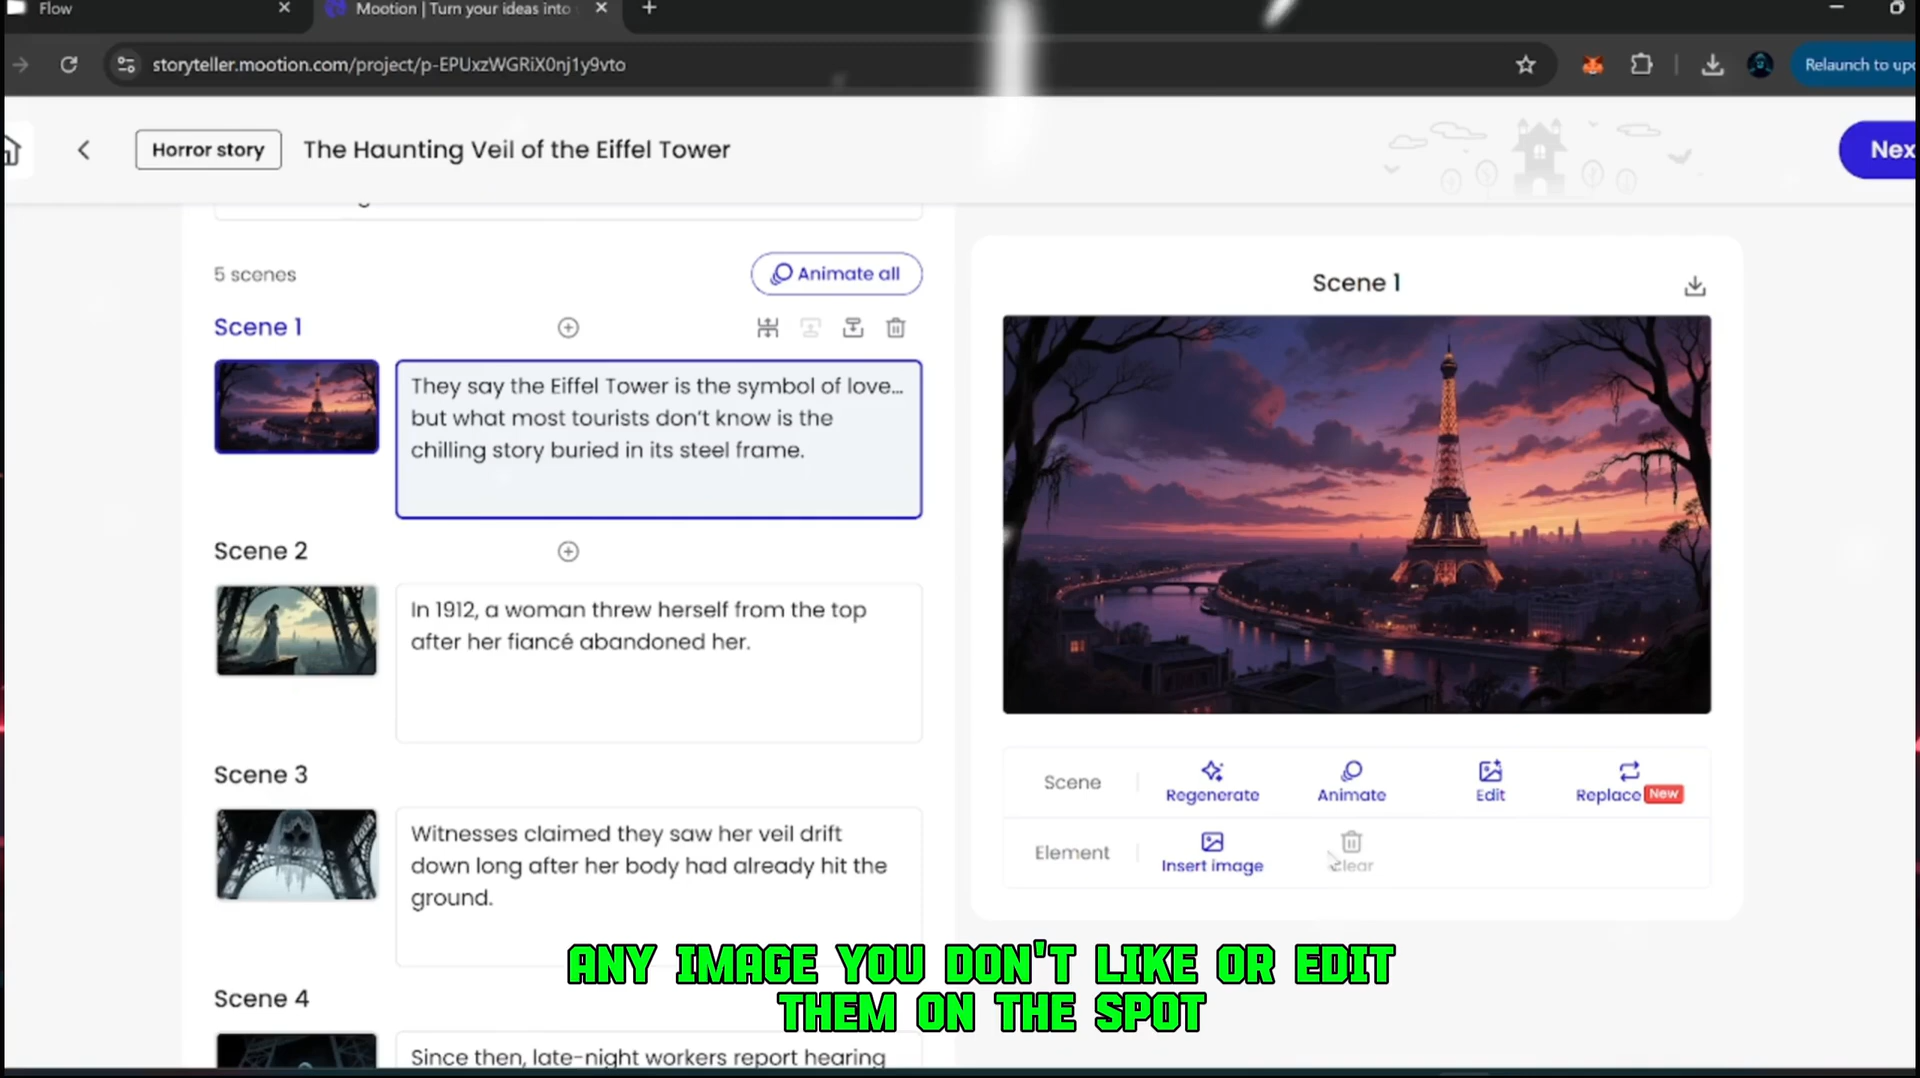 Flow
Mootion | Turn your ideas into
storyteller.mootion.com/project/p-EPUxzWGRiX0nj1y9vto
Relaunch to
Horror story
The Haunting Veil of the Eiffel Tower
5 scenes
Animate all
Scene 1
They say the Eiffel Tower is the symbol of love...
but what most tourists don't know is the
chilling story buried in its steel frame.
Scene 2
In 1912, a woman threw herself from the top
after her fiancé abandoned her.
Scene 3
Witnesses claimed they saw her veil drift
down long after her body had already hit the
ground.
Scene 4
Since then, late-night workers report hearing
Scene 1
Scene
Regenerate
Animate
Edit
Replace New
Element
Insert image
Clear
ANY IMAGE YOU DON'T LIKE OR EDIT
THEM ON THE SPOT